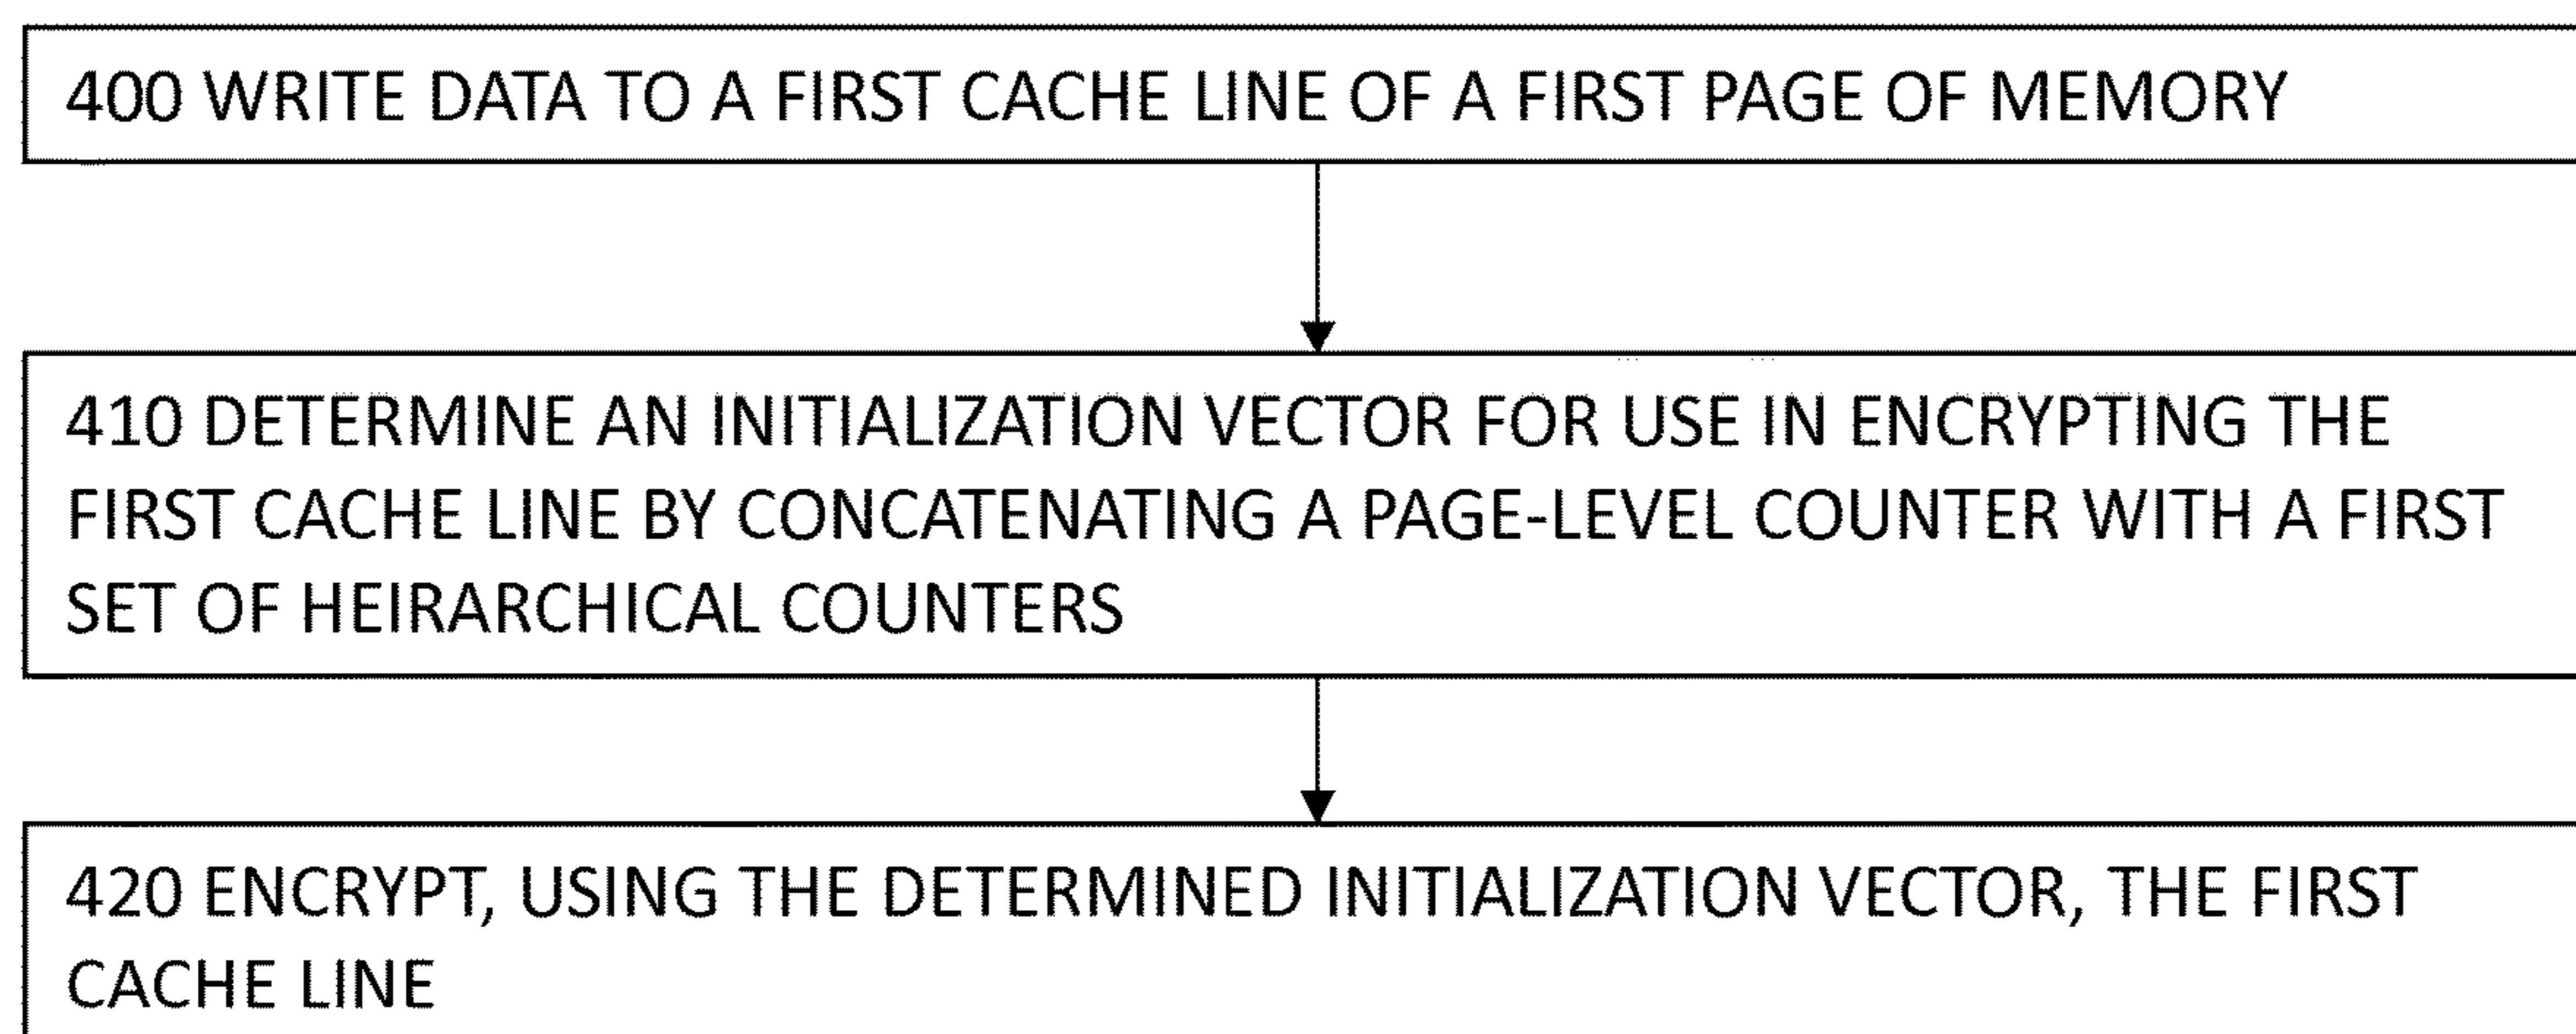 400 WRITE DATA TO A FIRST CACHE LINE OF A FIRST PAGE OF MEMORY
410 DETERMINE AN INITIALIZATION VECTOR FOR USE IN ENCRYPTING THE
FIRST CACHE LINE BY CONCATENATING A PAGE-LEVEL COUNTER WITH A FIRST
SET OF HEIRARCHICAL COUNTERS
420 ENCRYPT, USING THE DETERMINED INITIALIZATION VECTOR, THE FIRST
CACHE LINE